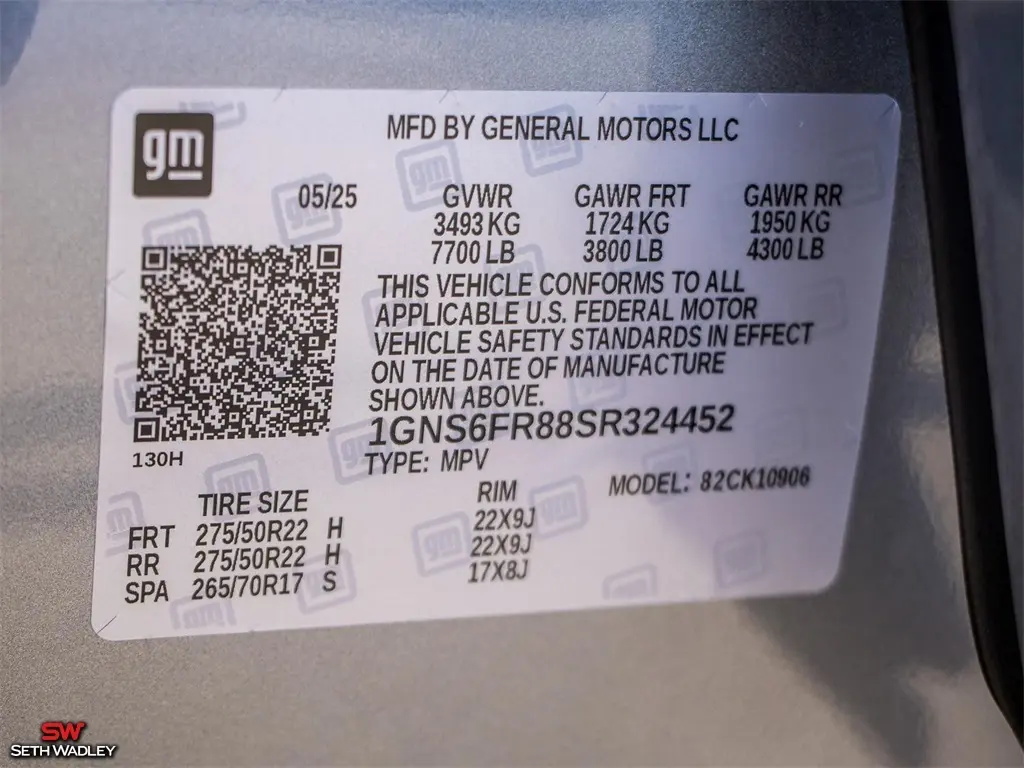 gm
MFD BY GENERAL MOTORS LLC
05/25 GVWR GAWR FRT GAWR RR
3493 KG 1724 KG 1950 KG
7700 LB 3800 LB 4300 LB
THIS VEHICLE CONFORMS TO ALL
APPLICABLE U.S. FEDERAL MOTOR
VEHICLE SAFETY STANDARDS IN EFFECT
ON THE DATE OF MANUFACTURE
SHOWN ABOVE.
1GNS6FR88SR324452
130H
TYPE: MPV
MODEL: 82CK10906
TIRE SIZE RIM
FRT 275/50R22 H 22X9J
RR 275/50R22 H 22X9J
SPA 265/70R17 S 17X8J
SW
SETH WADLEY